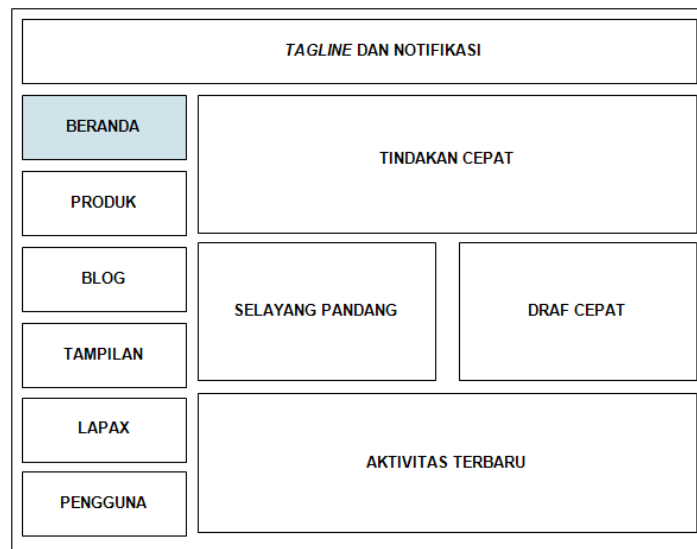 TAGLINE DAN NOTIFIKASI
BERANDA
PRODUK
BLOG
TAMPILAN
LAPAX
PENGGUNA
TINDAKAN CEPAT
SELAYANG PANDANG
DRAF CEPAT
AKTIVITAS TERBARU